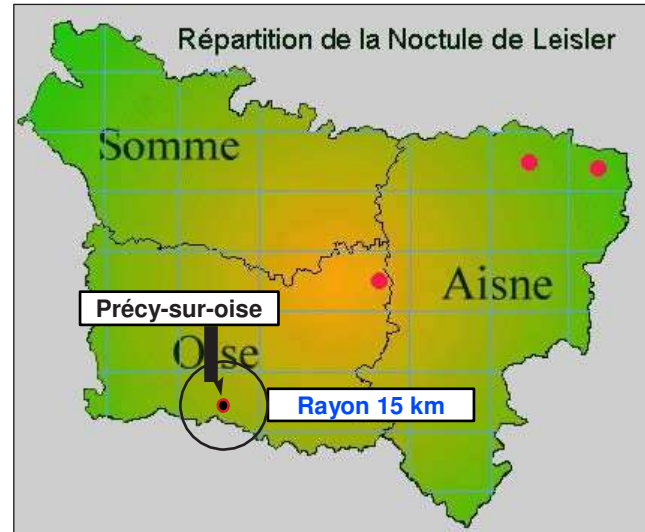 Répartition de la Noctule de Leisler
Somme
Aisne
Précy-sur-oise
Oise
Rayon 15 km